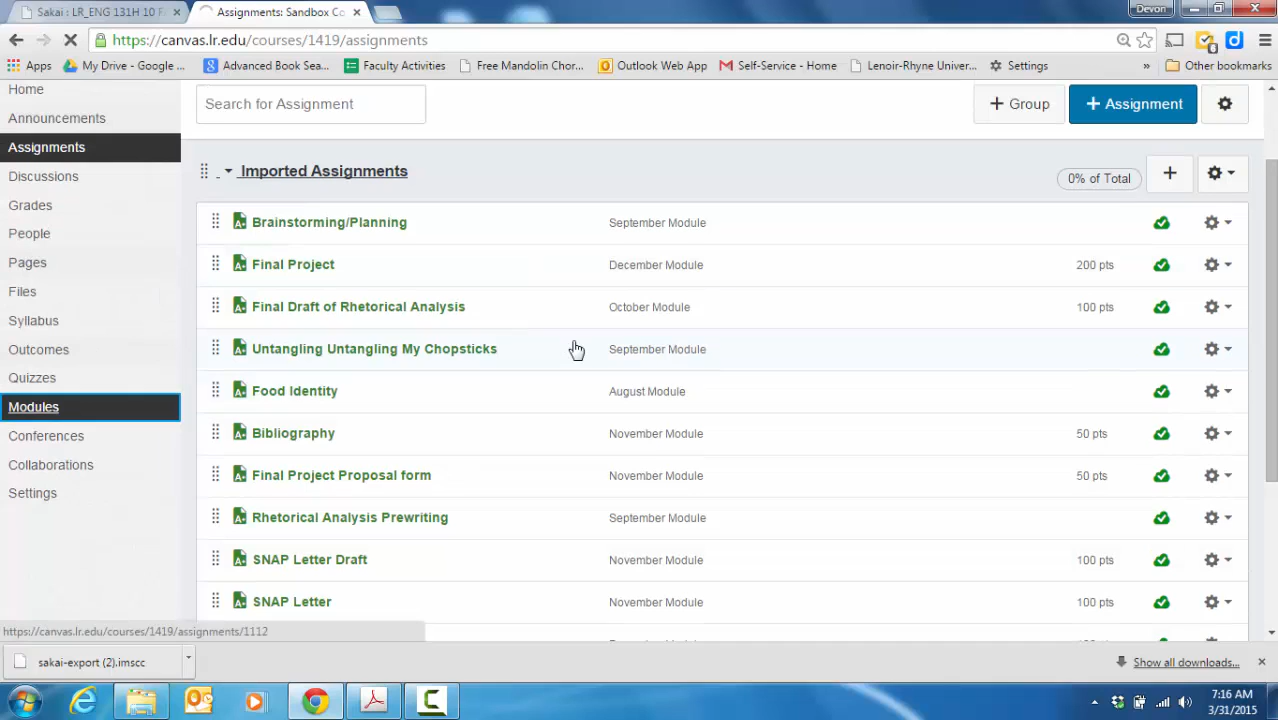 Sakai : LR_ENG 131H 10 F
Assignments: Sandbox Co
Devon
https://canvas.lr.edu/courses/1419/assignments
Apps
My Drive - Google ...
Advanced Book Sea...
Faculty Activities
Free Mandolin Chor...
Outlook Web App
Self-Service - Home
Lenoir-Rhyne Univer...
Settings
»
Other bookmarks
Home
Announcements
Assignments
Discussions
Grades
People
Pages
Files
Syllabus
Outcomes
Quizzes
Modules
Conferences
Collaborations
Settings
Search for Assignment
+ Group
+ Assignment
Imported Assignments
0% of Total
Brainstorming/Planning September Module
Final Project December Module 200 pts
Final Draft of Rhetorical Analysis October Module 100 pts
Untangling Untangling My Chopsticks September Module
Food Identity August Module
Bibliography November Module 50 pts
Final Project Proposal form November Module 50 pts
Rhetorical Analysis Prewriting September Module
SNAP Letter Draft November Module 100 pts
SNAP Letter November Module 100 pts
https://canvas.lr.edu/courses/1419/assignments/1112
sakai-export (2).imscc
Show all downloads...
7:16 AM
3/31/2015